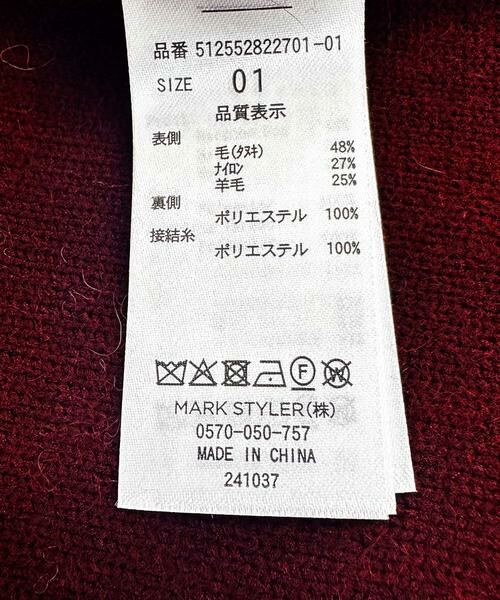 品番 512552822701-01
SIZE 01
品質表示
表側
毛(タヌキ) 48%
ナイロン 27%
羊毛 25%
裏側
ポリエステル 100%
接結糸
ポリエステル 100%
F W
MARK STYLER(株)
0570-050-757
MADE IN CHINA
241037